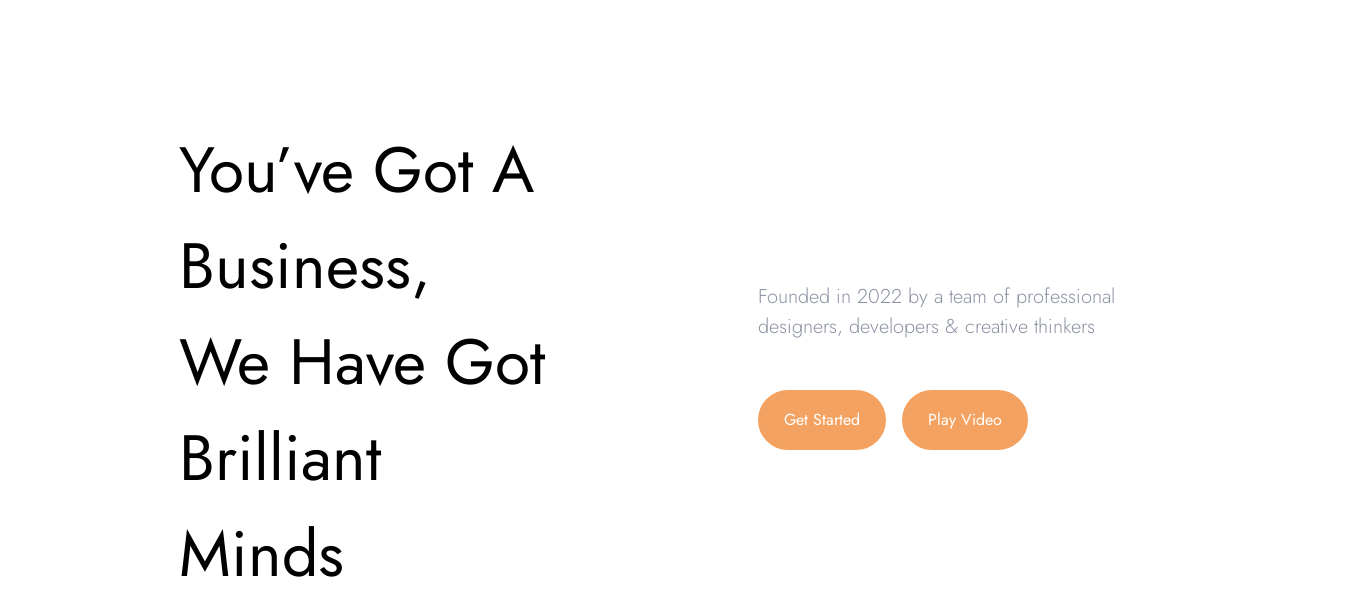 You’ve Got A
Business,
We Have Got
Brilliant
Minds
Founded in 2022 by a team of professional
designers, developers & creative thinkers
Get Started
Play Video